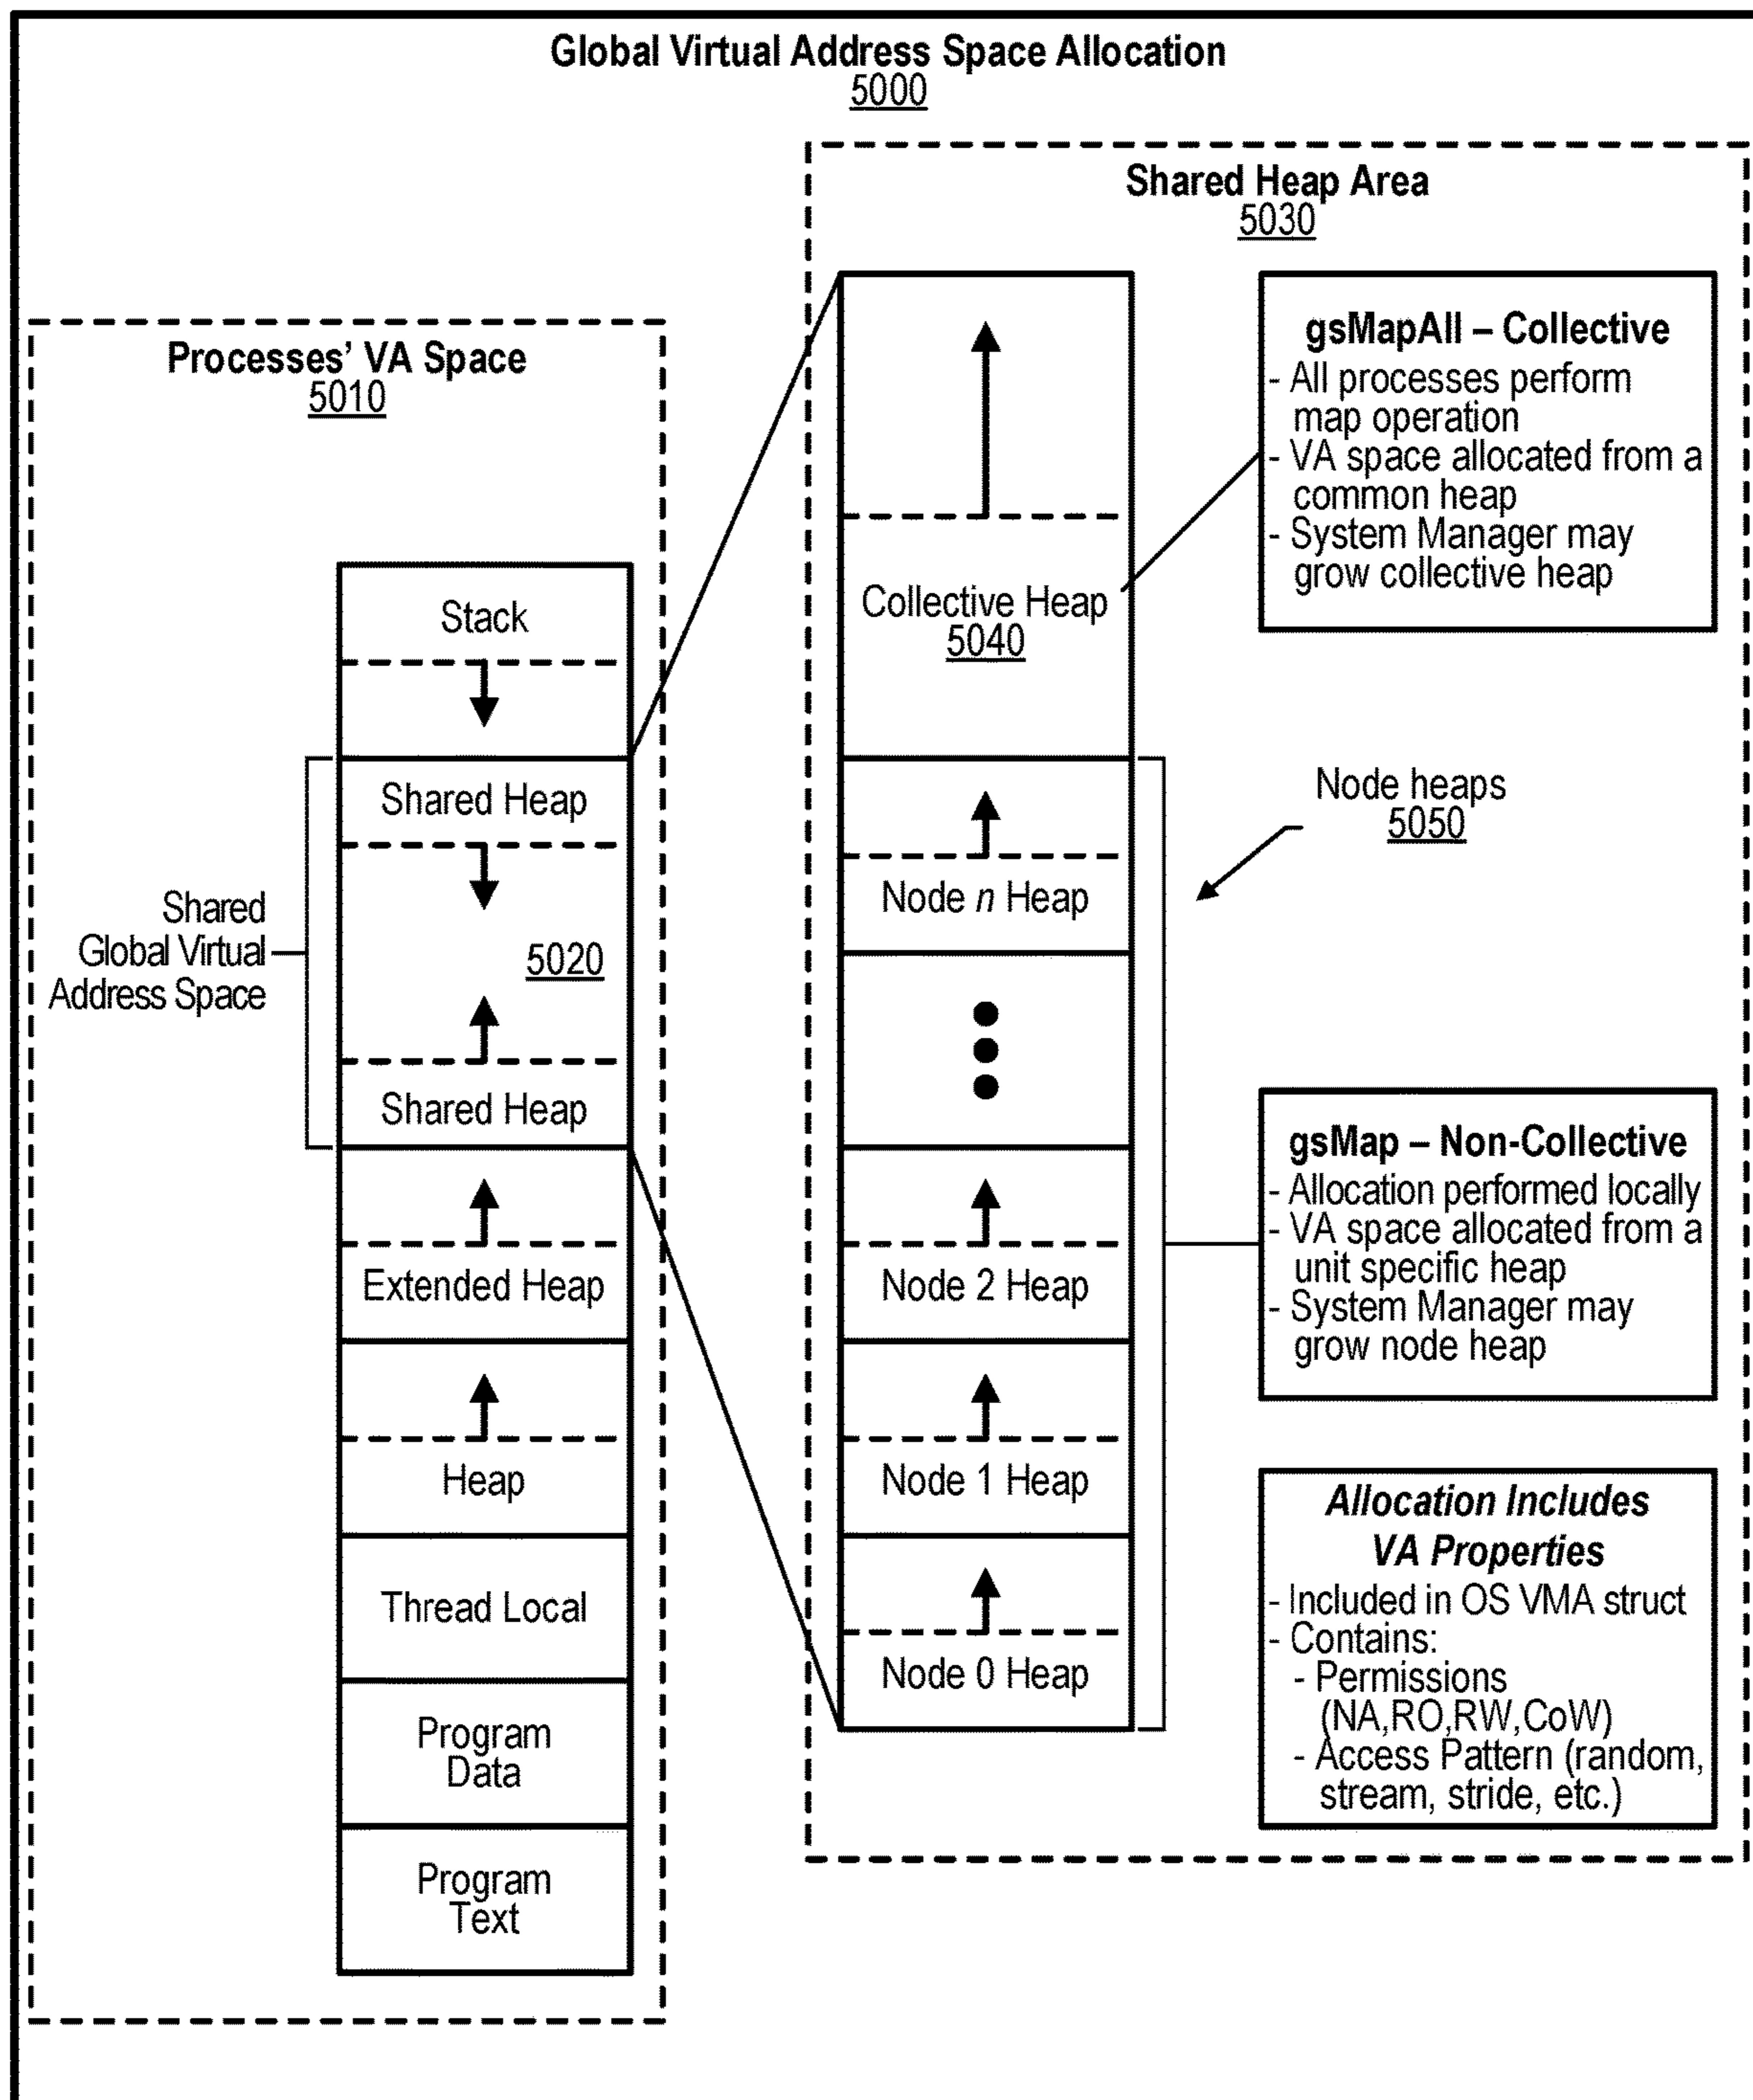 Global Virtual Address Space Allocation
5000
Processes’ VA Space
5010
Stack
Shared Heap
Shared
Global Virtual
Address Space
5020
Shared Heap
Extended Heap
Heap
Thread Local
Program
Data
Program
Text
Shared Heap Area
5030
Collective Heap
5040
Node n Heap
Node 2 Heap
Node 1 Heap
Node 0 Heap
gsMapAll – Collective
- All processes perform
map operation
- VA space allocated from a
common heap
- System Manager may
grow collective heap
Node heaps
5050
gsMap – Non-Collective
- Allocation performed locally
- VA space allocated from a
unit specific heap
- System Manager may
grow node heap
Allocation Includes
VA Properties
- Included in OS VMA struct
- Contains:
- Permissions
(NA,RO,RW,CoW)
- Access Pattern (random,
stream, stride, etc.)